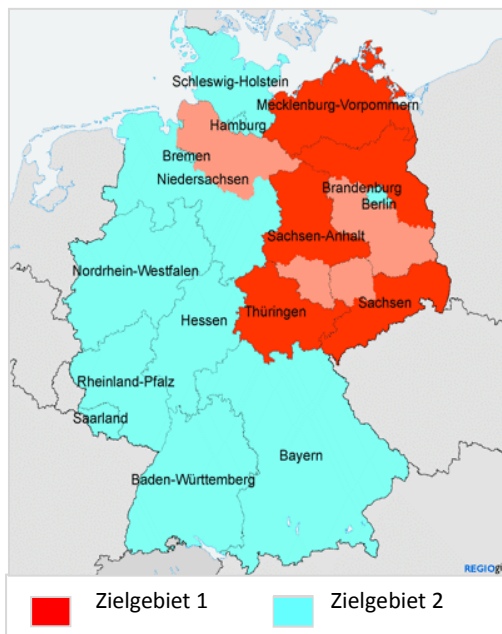 Schleswig-Holstein
Mecklenburg-Vorpommern
Hamburg
Bremen
Niedersachsen
Brandenburg
Berlin
Sachsen-Anhalt
Nordrhein-Westfalen
Hessen
Thüringen
Sachsen
Rheinland-Pfalz
Saarland
Bayern
Baden-Württemberg
REGIOg
Zielgebiet 1
Zielgebiet 2